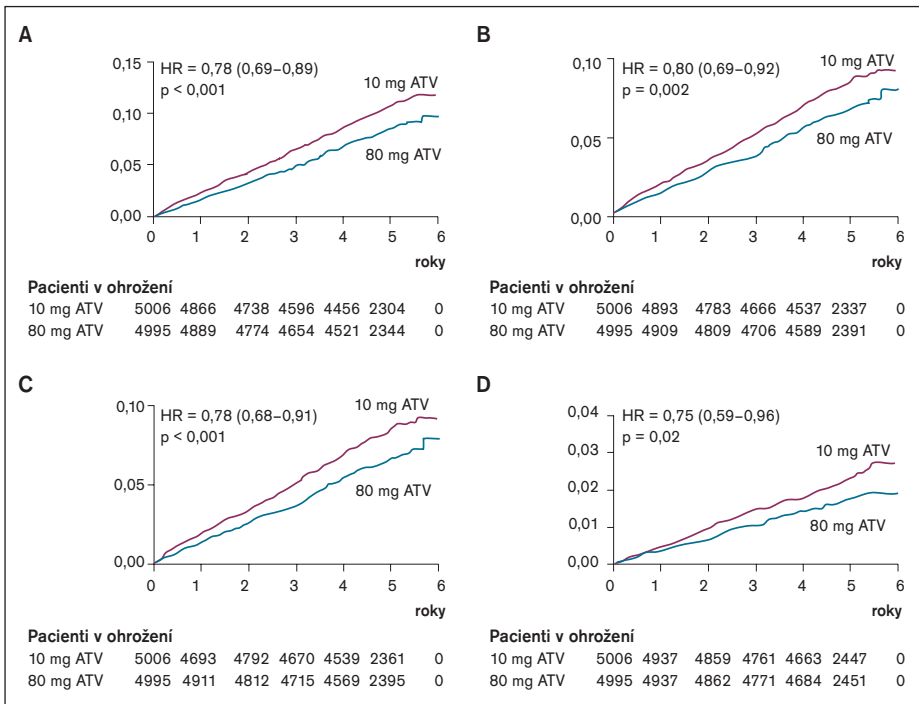 A
HR = 0,78 (0,69–0,89)
p < 0,001
0,15
0,10
0,05
0,00
10 mg ATV
80 mg ATV
0 1 2 3 4 5 6
roky
Pacienti v ohrožení
10 mg ATV 5006 4866 4738 4596 4456 2304 0
80 mg ATV 4995 4889 4774 4654 4521 2344 0
B
HR = 0,80 (0,69–0,92)
p = 0,002
0,10
0,05
0,00
10 mg ATV
80 mg ATV
0 1 2 3 4 5 6
roky
Pacienti v ohrožení
10 mg ATV 5006 4893 4783 4666 4537 2337 0
80 mg ATV 4995 4909 4809 4706 4589 2391 0
C
HR = 0,78 (0,68–0,91)
p < 0,001
0,10
0,05
0,00
10 mg ATV
80 mg ATV
0 1 2 3 4 5 6
roky
Pacienti v ohrožení
10 mg ATV 5006 4693 4792 4670 4539 2361 0
80 mg ATV 4995 4911 4812 4715 4569 2395 0
D
HR = 0,75 (0,59–0,96)
p = 0,02
0,04
0,03
0,02
0,01
0,00
10 mg ATV
80 mg ATV
0 1 2 3 4 5 6
roky
Pacienti v ohrožení
10 mg ATV 5006 4937 4859 4761 4663 2447 0
80 mg ATV 4995 4937 4862 4771 4684 2451 0